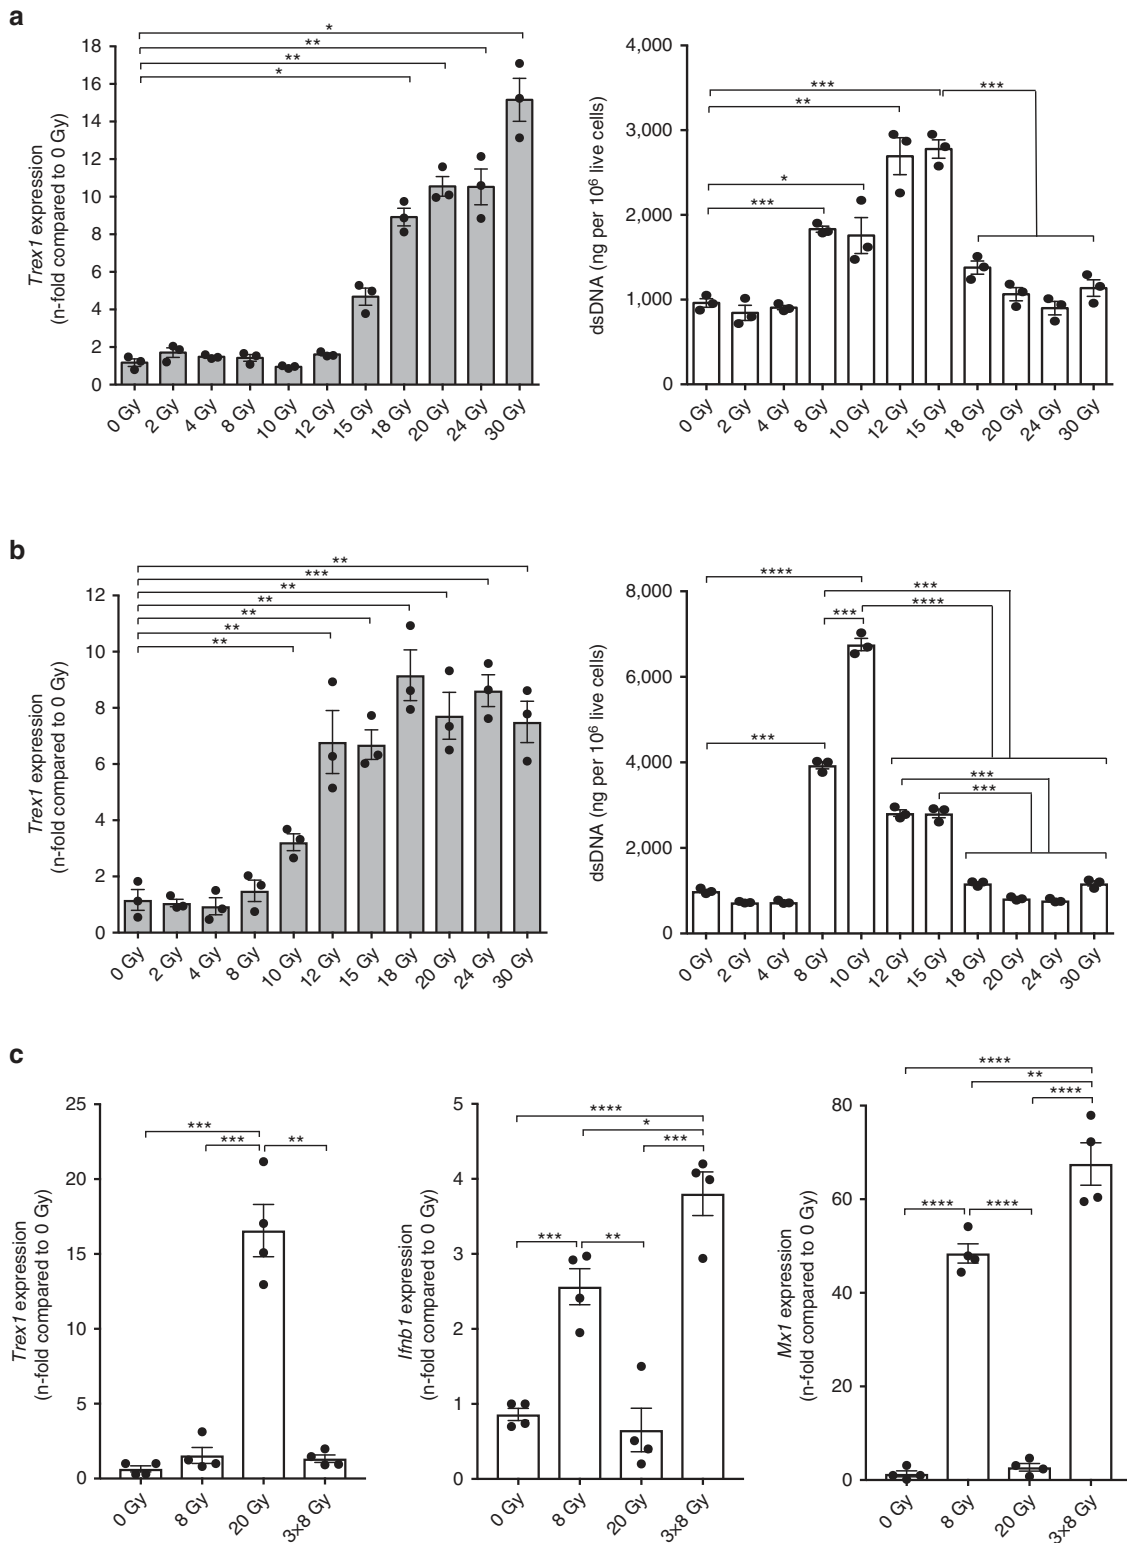 a
*
**
**
*
18
16
14
12
10
8
6
4
2
0
Trex1 expression
(n-fold compared to 0 Gy)
0 Gy
2 Gy
4 Gy
8 Gy
10 Gy
12 Gy
15 Gy
18 Gy
20 Gy
24 Gy
30 Gy
4,000
3,000
2,000
1,000
0
dsDNA (ng per 10⁶ live cells)
***
***
**
*
***
0 Gy
2 Gy
4 Gy
8 Gy
10 Gy
12 Gy
15 Gy
18 Gy
20 Gy
24 Gy
30 Gy
b
**
***
**
**
**
**
**
12
10
8
6
4
2
0
Trex1 expression
(n-fold compared to 0 Gy)
0 Gy
2 Gy
4 Gy
8 Gy
10 Gy
12 Gy
15 Gy
18 Gy
20 Gy
24 Gy
30 Gy
8,000
6,000
4,000
2,000
0
dsDNA (ng per 10⁶ live cells)
****
***
****
***
***
***
***
0 Gy
2 Gy
4 Gy
8 Gy
10 Gy
12 Gy
15 Gy
18 Gy
20 Gy
24 Gy
30 Gy
c
25
20
15
10
5
0
Trex1 expression
(n-fold compared to 0 Gy)
***
***
**
0 Gy
8 Gy
20 Gy
3×8 Gy
5
4
3
2
1
0
Ifnb1 expression
(n-fold compared to 0 Gy)
****
*
***
***
**
0 Gy
8 Gy
20 Gy
3×8 Gy
80
60
40
20
0
Mx1 expression
(n-fold compared to 0 Gy)
****
**
****
****
****
0 Gy
8 Gy
20 Gy
3×8 Gy